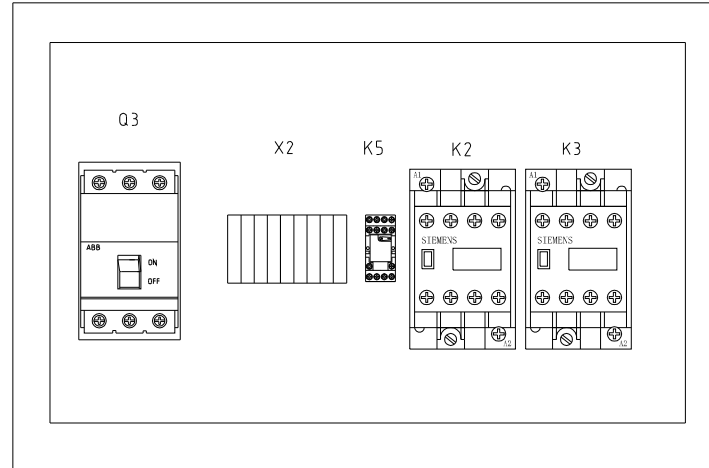 Q3
X2
K5
K2
K3
A1
A1
ABB
ON
OFF
SIEMENS
SIEMENS
A2
A2